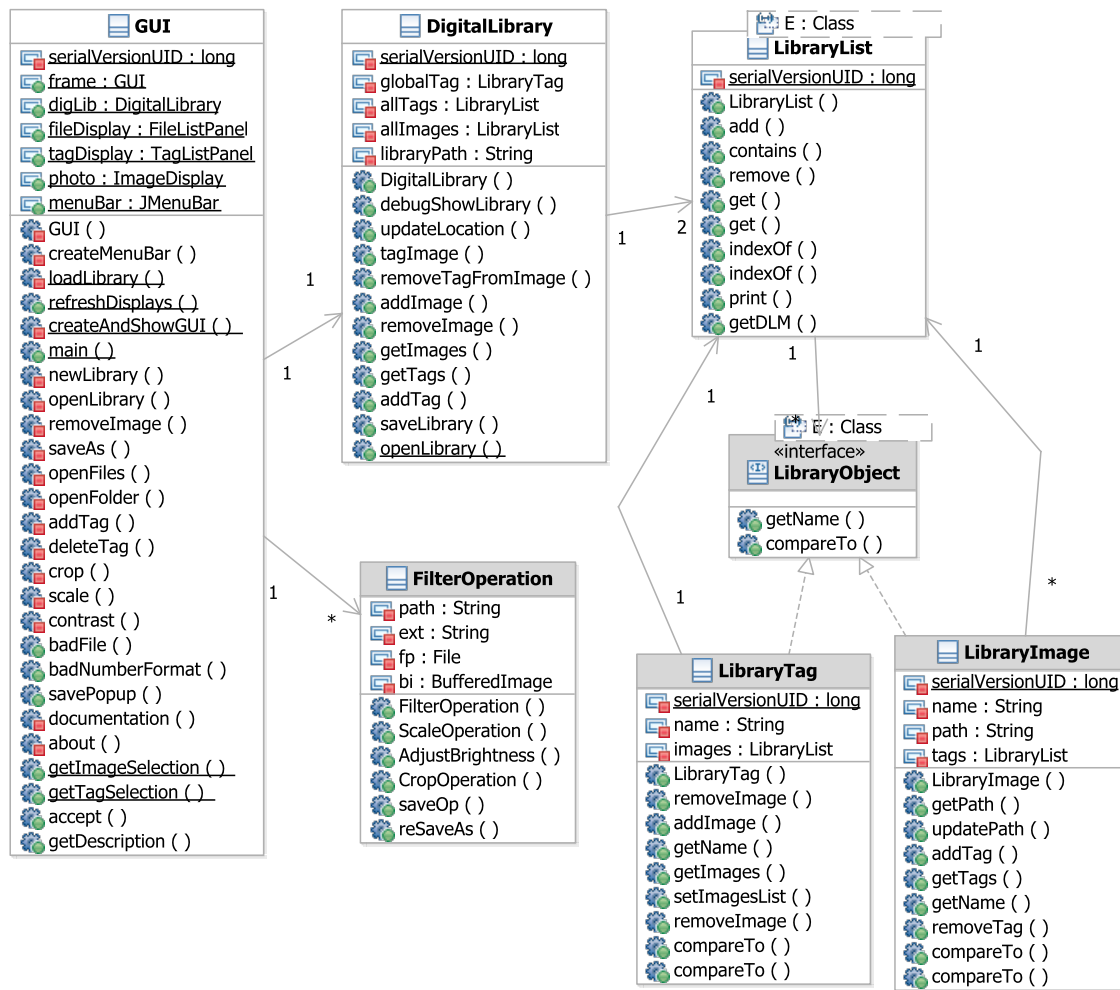 GUI
serialVersionUID : long
frame : GUI
digLib : DigitalLibrary
fileDisplay : FileListPanel
tagDisplay : TagListPanel
photo : ImageDisplay
menuBar : JMenuBar
GUI ( )
createMenuBar ( )
loadLibrary ( )
refreshDisplays ( )
createAndShowGUI ( )
main ( )
newLibrary ( )
openLibrary ( )
removeImage ( )
saveAs ( )
openFiles ( )
openFolder ( )
addTag ( )
deleteTag ( )
crop ( )
scale ( )
contrast ( )
badFile ( )
badNumberFormat ( )
savePopup ( )
documentation ( )
about ( )
getImageSelection ( )
getTagSelection ( )
accept ( )
getDescription ( )
1
1
1
*
DigitalLibrary
serialVersionUID : long
globalTag : LibraryTag
allTags : LibraryList
allImages : LibraryList
libraryPath : String
DigitalLibrary ( )
debugShowLibrary ( )
updateLocation ( )
tagImage ( )
removeTagFromImage ( )
addImage ( )
removeImage ( )
getImages ( )
getTags ( )
addTag ( )
saveLibrary ( )
openLibrary ( )
1
2
FilterOperation
path : String
ext : String
fp : File
bi : BufferedImage
FilterOperation ( )
ScaleOperation ( )
AdjustBrightness ( )
CropOperation ( )
saveOp ( )
reSaveAs ( )
E : Class
LibraryList
serialVersionUID : long
LibraryList ( )
add ( )
contains ( )
remove ( )
get ( )
get ( )
indexOf ( )
indexOf ( )
print ( )
getDLM ( )
1
1
1
*
E : Class
«interface»
LibraryObject
getName ( )
compareTo ( )
1
*
LibraryTag
serialVersionUID : long
name : String
images : LibraryList
LibraryTag ( )
removeImage ( )
addImage ( )
getName ( )
getImages ( )
setImagesList ( )
removeImage ( )
compareTo ( )
compareTo ( )
LibraryImage
serialVersionUID : long
name : String
path : String
tags : LibraryList
LibraryImage ( )
getPath ( )
updatePath ( )
addTag ( )
getTags ( )
getName ( )
removeTag ( )
compareTo ( )
compareTo ( )